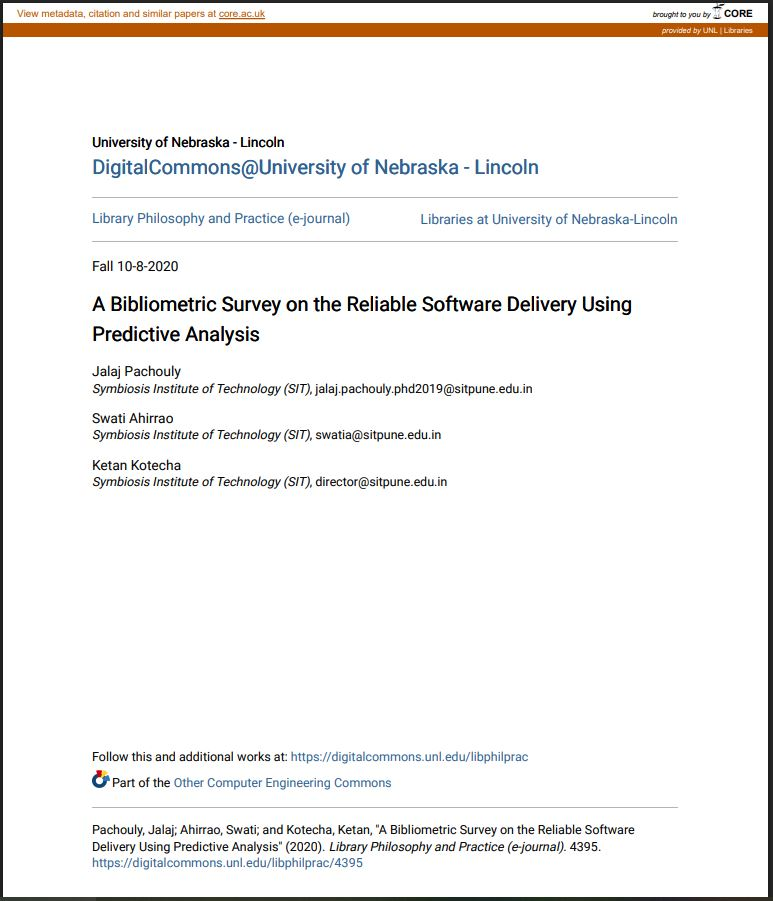 View metadata, citation and similar papers at core.ac.uk
brought to you by CORE
provided by UNL | Libraries
University of Nebraska - Lincoln
DigitalCommons@University of Nebraska - Lincoln
Library Philosophy and Practice (e-journal)
Libraries at University of Nebraska-Lincoln
Fall 10-8-2020
A Bibliometric Survey on the Reliable Software Delivery Using
Predictive Analysis
Jalaj Pachouly
Symbiosis Institute of Technology (SIT), jalaj.pachouly.phd2019@sitpune.edu.in
Swati Ahirrao
Symbiosis Institute of Technology (SIT), swatia@sitpune.edu.in
Ketan Kotecha
Symbiosis Institute of Technology (SIT), director@sitpune.edu.in
Follow this and additional works at: https://digitalcommons.unl.edu/libphilprac
Part of the Other Computer Engineering Commons
Pachouly, Jalaj; Ahirrao, Swati; and Kotecha, Ketan, "A Bibliometric Survey on the Reliable Software
Delivery Using Predictive Analysis" (2020). Library Philosophy and Practice (e-journal). 4395.
https://digitalcommons.unl.edu/libphilprac/4395